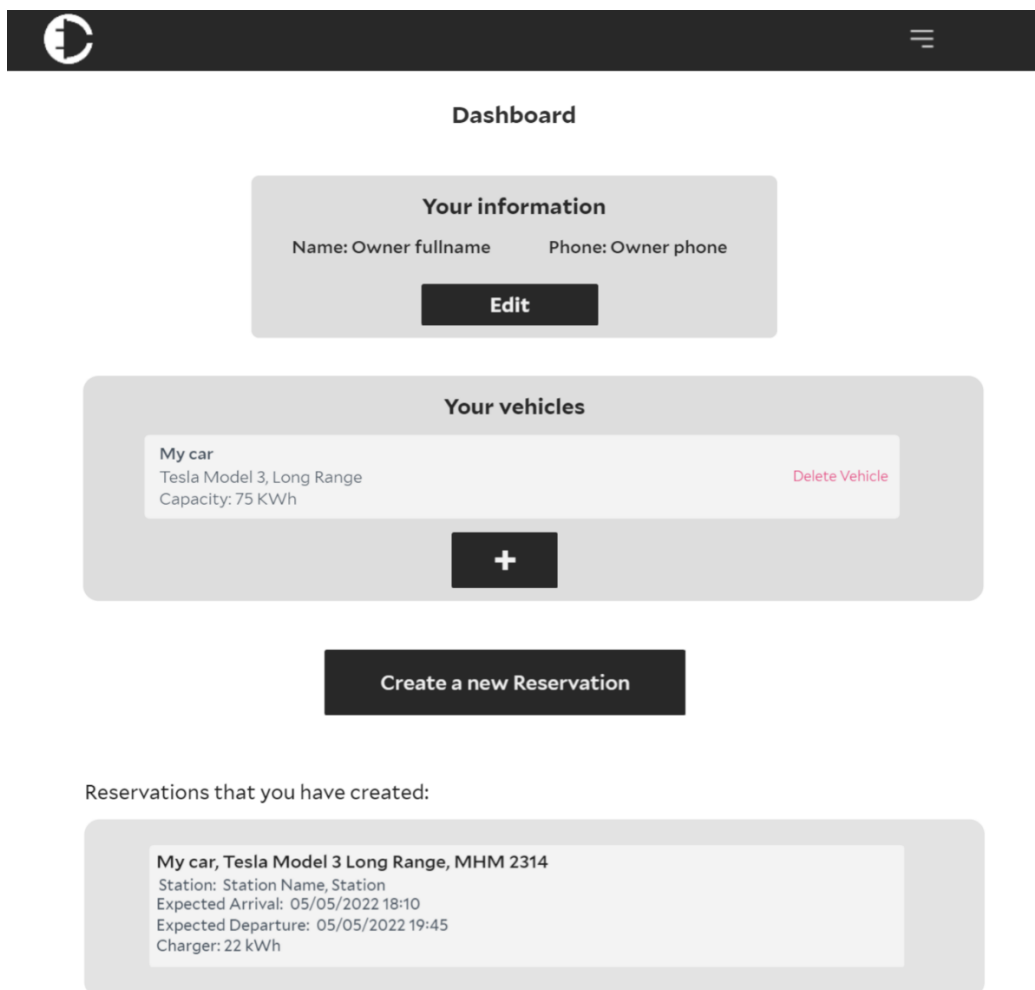 Dashboard
Your information
Name: Owner fullname Phone: Owner phone
Edit
Your vehicles
My car
Tesla Model 3, Long Range
Delete Vehicle
Capacity: 75 KWh
+
Create a new Reservation
Reservations that you have created:
My car, Tesla Model 3 Long Range, MHM 2314
Station: Station Name, Station
Expected Arrival: 05/05/2022 18:10
Expected Departure: 05/05/2022 19:45
Charger: 22 kWh